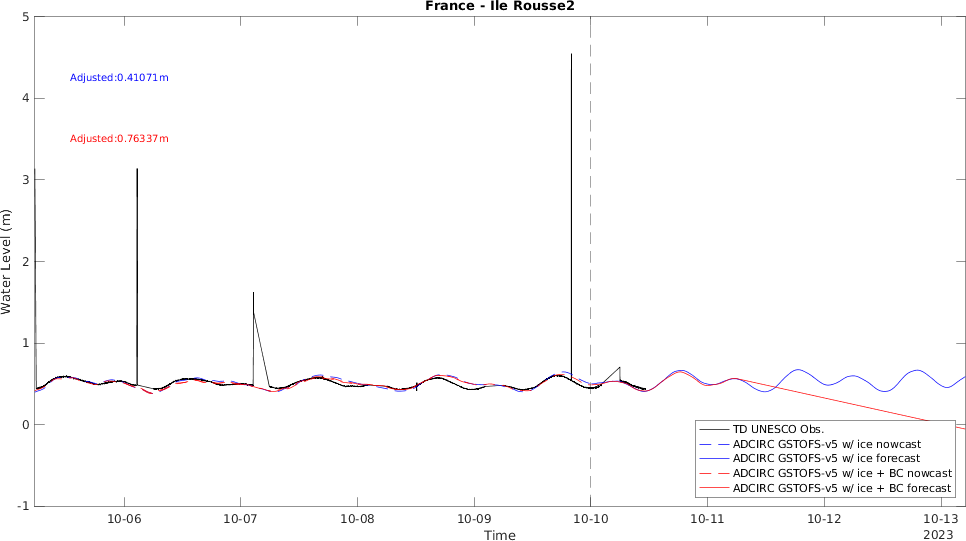 France - Ile Rousse2
5
4
3
2
1
0
-1
Water Level (m)
Adjusted:0.41071m
Adjusted:0.76337m
TD UNESCO Obs.
ADCIRC GSTOFS-v5 w/ ice nowcast
ADCIRC GSTOFS-v5 w/ ice forecast
ADCIRC GSTOFS-v5 w/ ice + BC nowcast
ADCIRC GSTOFS-v5 w/ ice + BC forecast
10-06 10-07 10-08 10-09 10-10 10-11 10-12 10-13
Time
2023